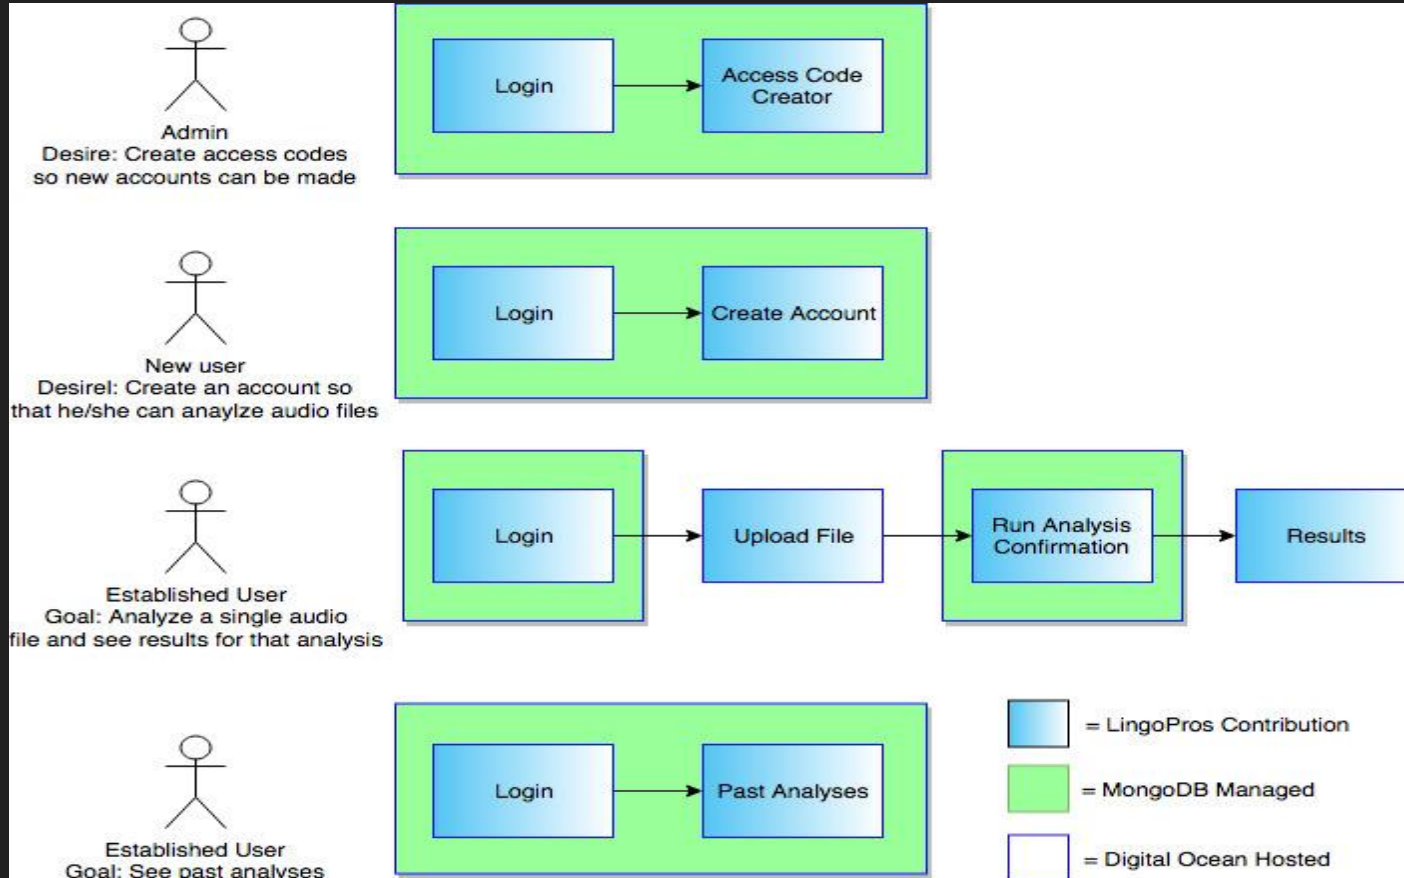 Login
Access Code
Creator
Admin
Desire: Create access codes
so new accounts can be made
Login
Create Account
New user
Desirel: Create an account so
that he/she can anaylze audio files
Login
Upload File
Run Analysis
Confirmation
Results
Established User
Goal: Analyze a single audio
file and see results for that analysis
Login
Past Analyses
Established User
Goal: See past analyses
= LingoPros Contribution
= MongoDB Managed
= Digital Ocean Hosted